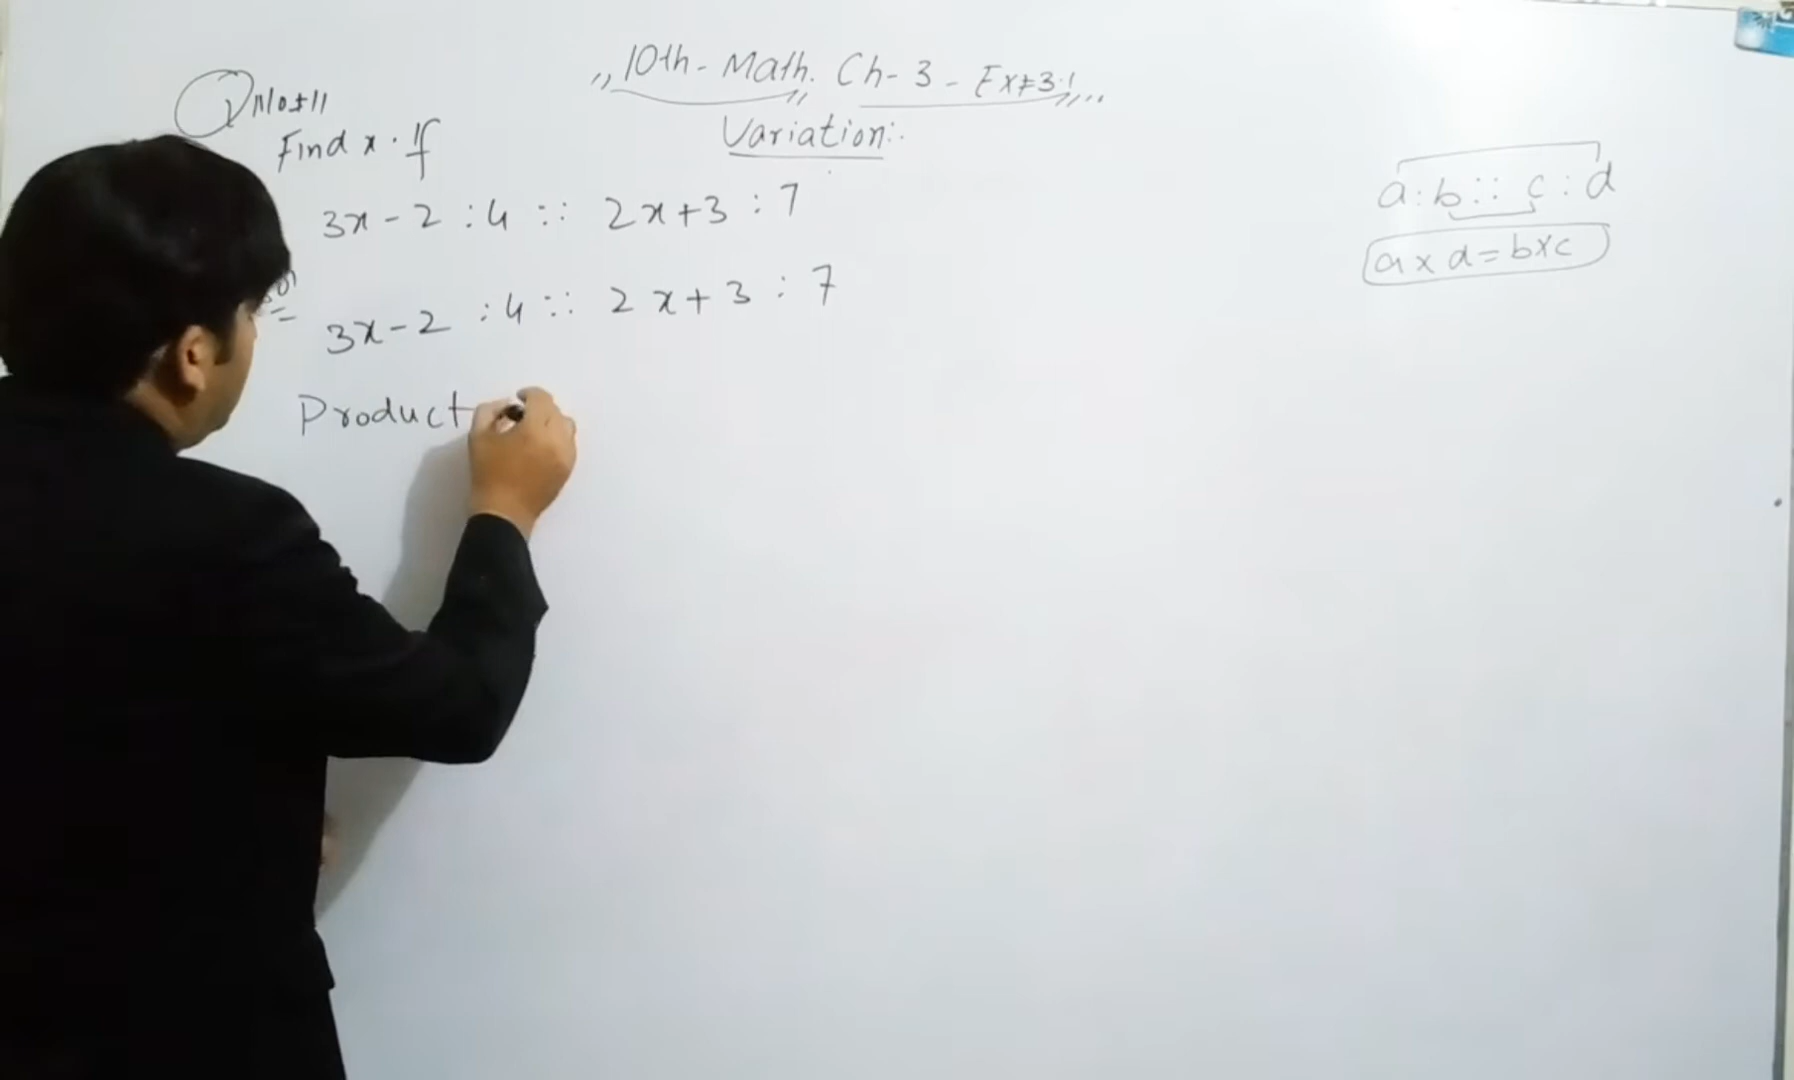 ,, 10th - Math. Ch - 3 - Ex # 3.1 ,,
Variation:.
Q No # 11
Find x . If
3x - 2 : 4 :: 2x + 3 : 7
Sol
3x - 2 : 4 :: 2x + 3 : 7
Product
a : b :: c : d
a x d = b x c